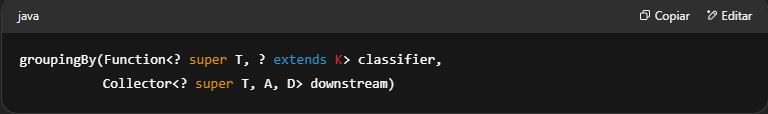 java
Copiar
Editar
groupingBy(Function<? super T, ? extends K> classifier,
Collector<? super T, A, D> downstream)